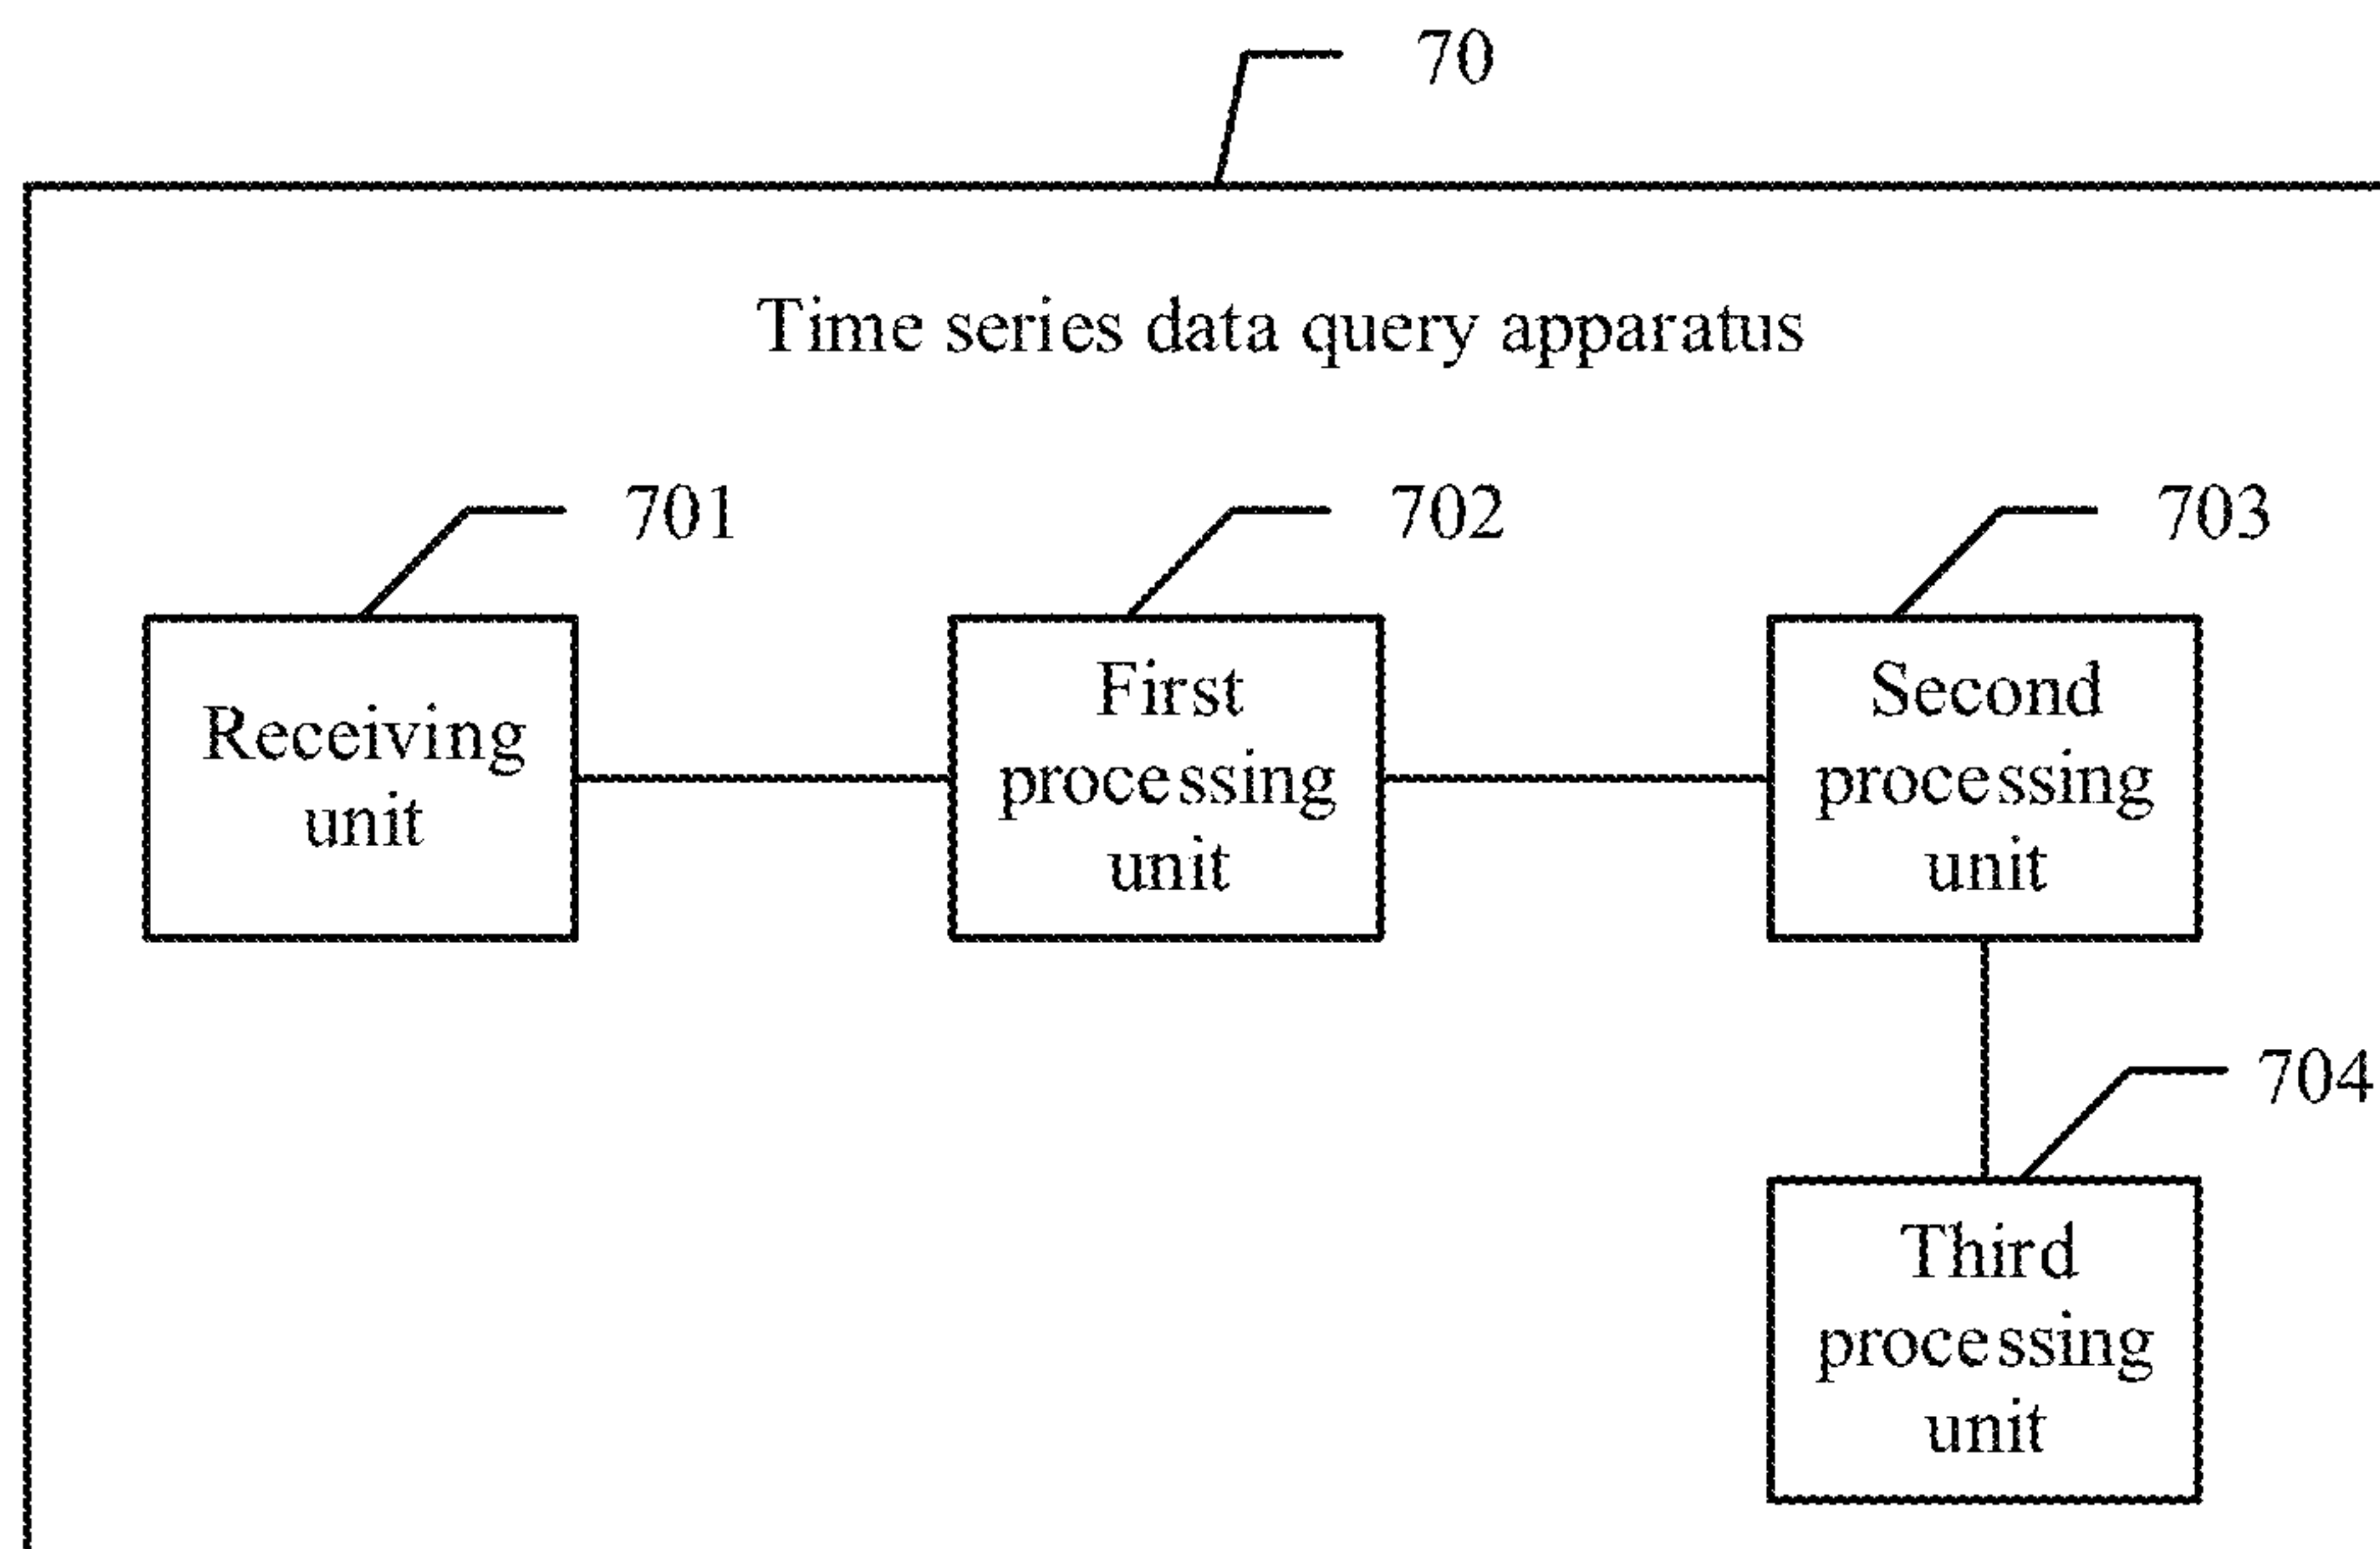 70
Time series data query apparatus
701
702
703
Receiving
unit
First
processing
unit
Second
processing
unit
704
Third
processing
unit